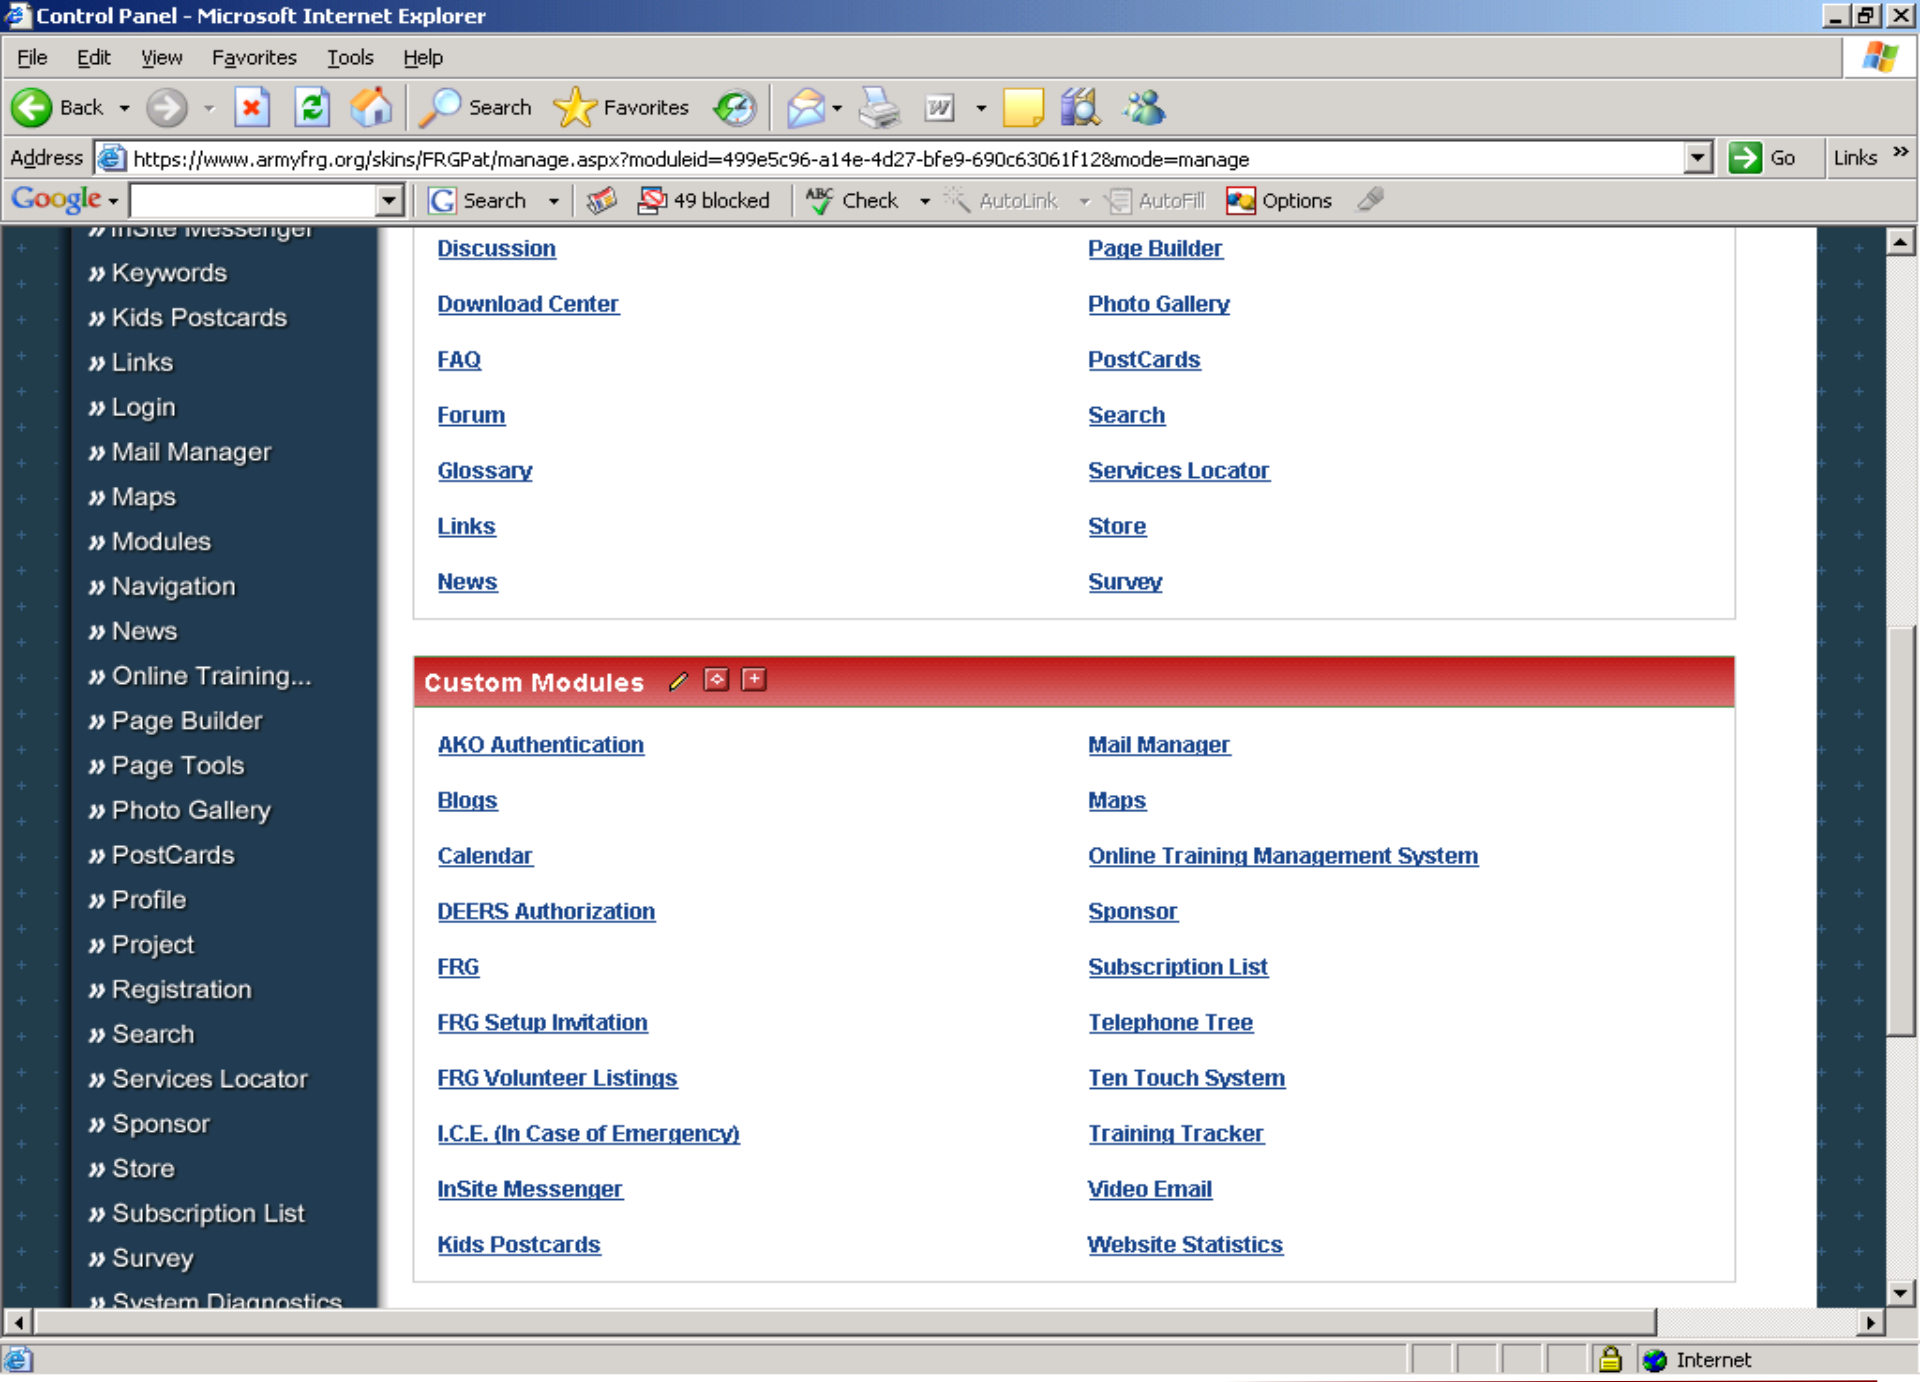 Control Panel - Microsoft Internet Explorer
File Edit View Favorites Tools Help
Back Search Favorites
Address https://www.armyfrg.org/skins/FRGPat/manage.aspx?moduleid=499e5c96-a14e-4d27-bfe9-690c63061f12&mode=manage Go Links »
Google Search 49 blocked ABC Check AutoLink AutoFill Options
» InSite Messenger
» Keywords
» Kids Postcards
» Links
» Login
» Mail Manager
» Maps
» Modules
» Navigation
» News
» Online Training...
» Page Builder
» Page Tools
» Photo Gallery
» PostCards
» Profile
» Project
» Registration
» Search
» Services Locator
» Sponsor
» Store
» Subscription List
» Survey
» System Diagnostics
Discussion
Download Center
FAQ
Forum
Glossary
Links
News
Page Builder
Photo Gallery
PostCards
Search
Services Locator
Store
Survey
Custom Modules
AKO Authentication
Blogs
Calendar
DEERS Authorization
FRG
FRG Setup Invitation
FRG Volunteer Listings
I.C.E. (In Case of Emergency)
InSite Messenger
Kids Postcards
Mail Manager
Maps
Online Training Management System
Sponsor
Subscription List
Telephone Tree
Ten Touch System
Training Tracker
Video Email
Website Statistics
Internet